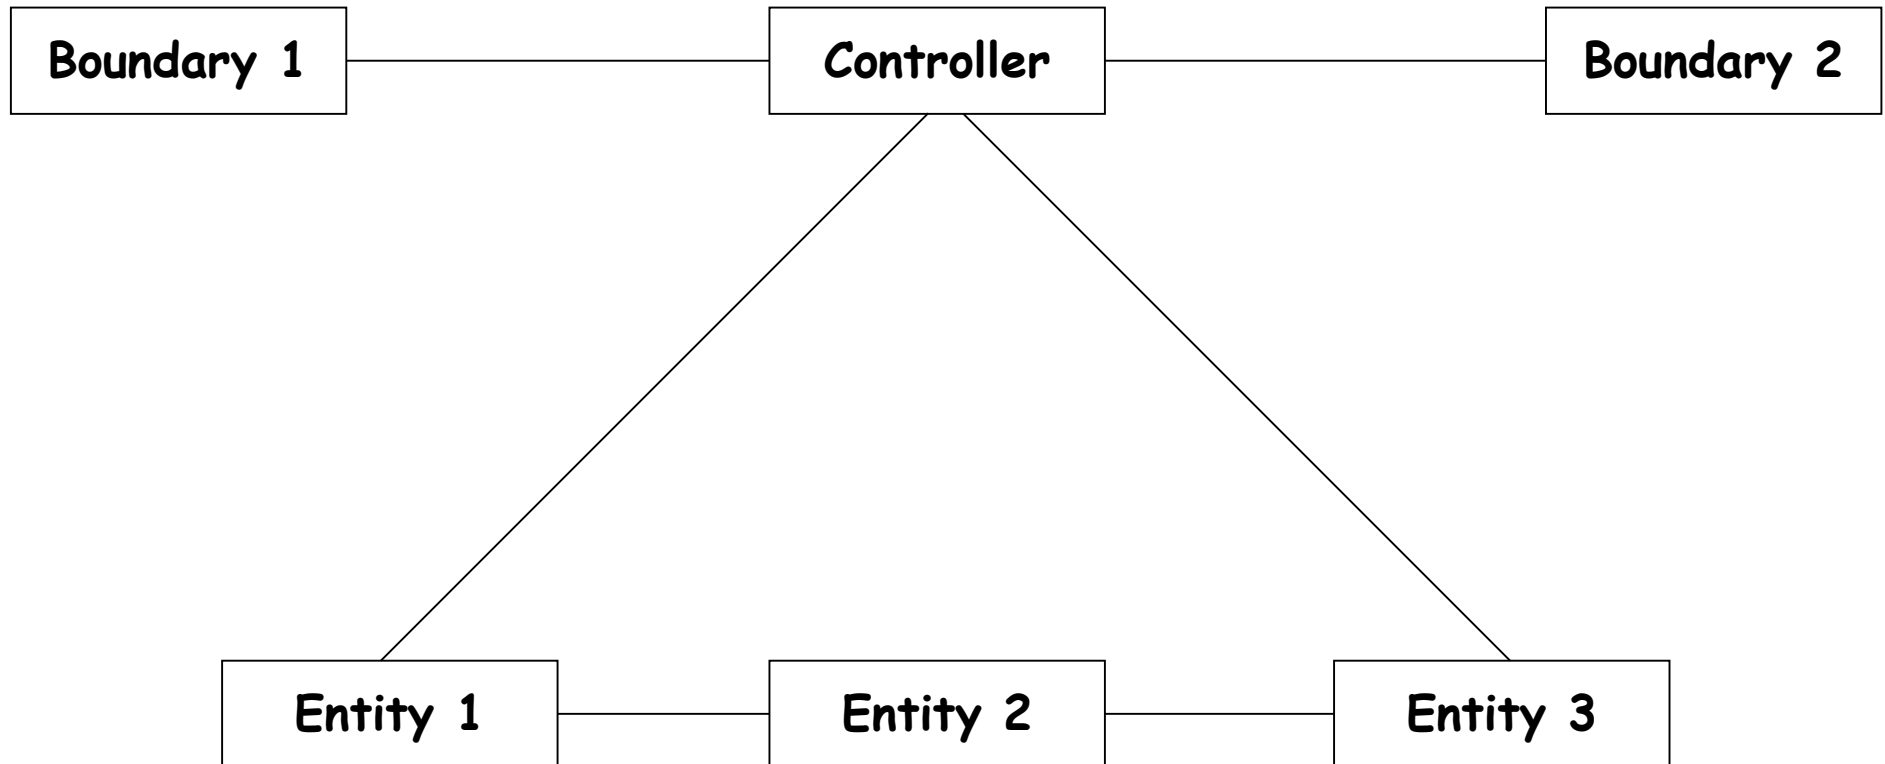 Boundary 1
Controller
Boundary 2
Entity 1
Entity 2
Entity 3